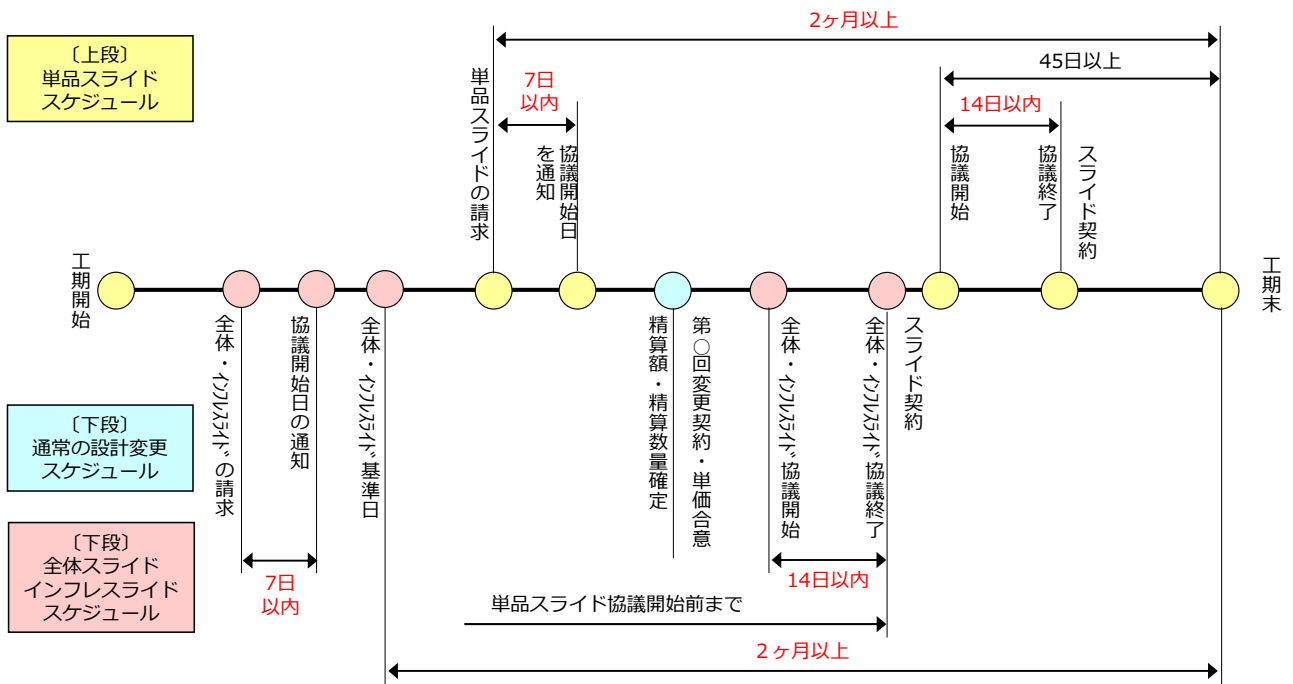 2ヶ月以上
〔上段〕
単品スライド
スケジュール
45日以上
7日
以内
14日以内
単品スライドの請求
協議開始日
を通知
協議開始
協議終了
スライド契約
工期開始
工期末
全体・インフレスライドの請求
協議開始日の通知
全体・インフレスライド基準日
精算額・精算数量確定
第〇回変更契約・単価合意
全体・インフレスライド協議開始
全体・インフレスライド協議終了
スライド契約
〔下段〕
通常の設計変更
スケジュール
〔下段〕
全体スライド
インフレスライド
スケジュール
7日
以内
14日以内
単品スライド協議開始前まで
２ヶ月以上